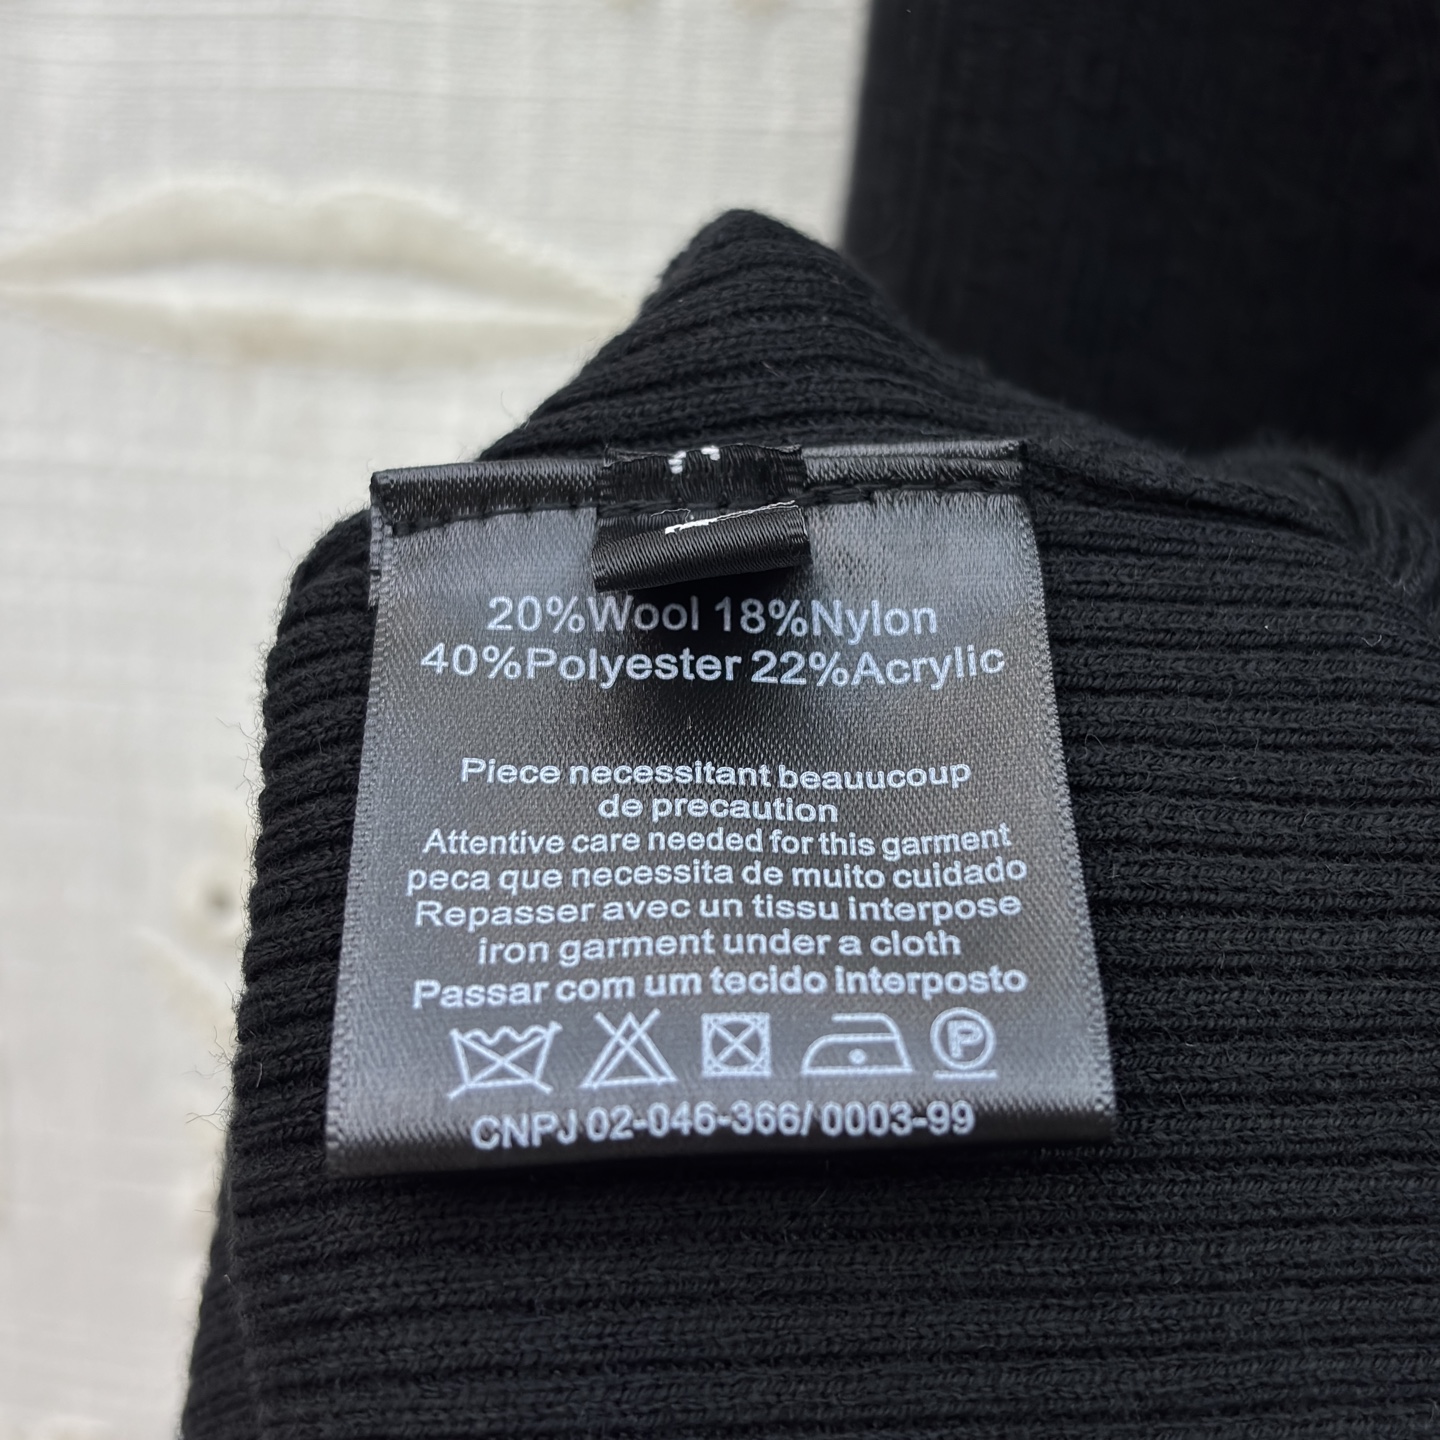 20%Wool 18%Nylon
40%Polyester 22%Acrylic
Piece necessitant beauucoup
de precaution
Attentive care needed for this garment
peca que necessita de muito cuidado
Repasser avec un tissu interpose
iron garment under a cloth
Passar com um tecido interposto
P
CNPJ 02-046-366/0003-99